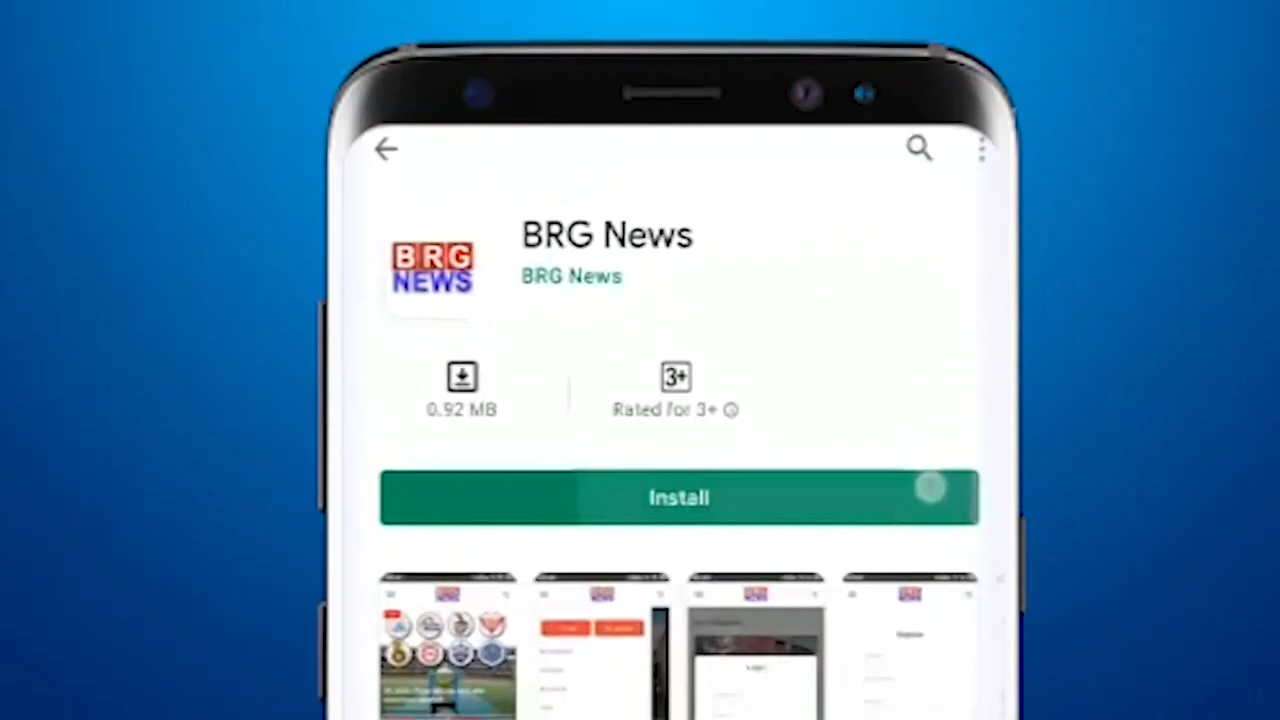 BRG News
BRG
NEWS
BRG News
3+
0.92 MB
Rated for 3+
Install